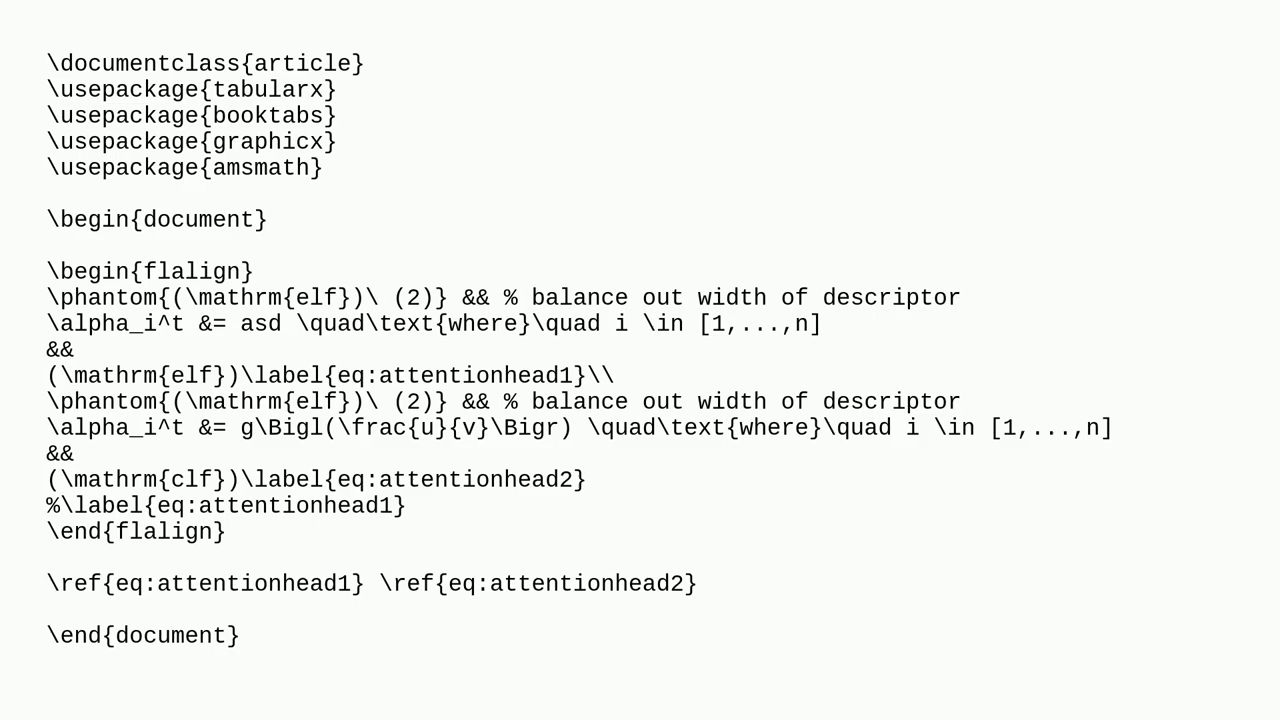 \documentclass{article}
\usepackage{tabularx}
\usepackage{booktabs}
\usepackage{graphicx}
\usepackage{amsmath}

\begin{document}

\begin{flalign}
\phantom{(\mathrm{elf})\ (2)} && % balance out width of descriptor
\alpha_i^t &= asd \quad\text{where}\quad i \in [1,...,n]
&&
(\mathrm{elf})\label{eq:attentionhead1}\\
\phantom{(\mathrm{elf})\ (2)} && % balance out width of descriptor
\alpha_i^t &= g\Bigl(\frac{u}{v}\Bigr) \quad\text{where}\quad i \in [1,...,n]
&&
(\mathrm{clf})\label{eq:attentionhead2}
%\label{eq:attentionhead1}
\end{flalign}

\ref{eq:attentionhead1} \ref{eq:attentionhead2}

\end{document}